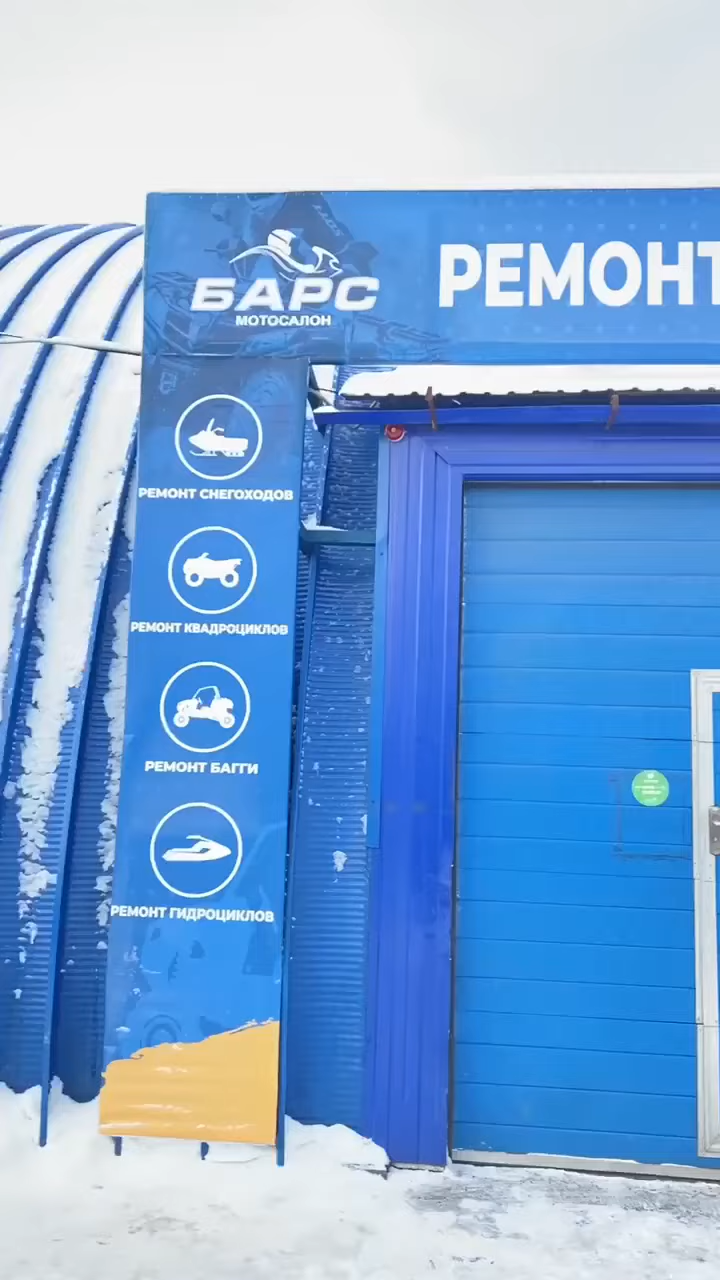 БАРС
МОТОСАЛОН
РЕМОНТ
РЕМОНТ СНЕГОХОДОВ
РЕМОНТ КВАДРОЦИКЛОВ
РЕМОНТ БАГГИ
РЕМОНТ ГИДРОЦИКЛОВ